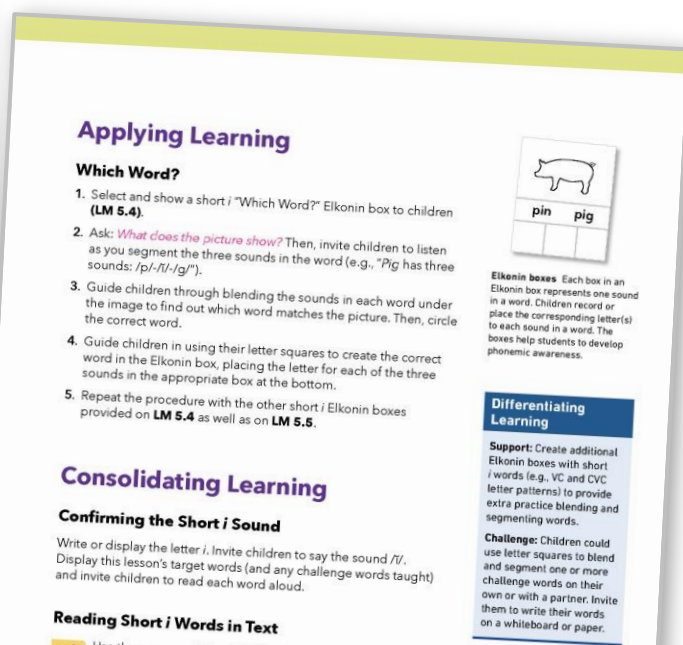 Applying Learning
Which Word?
1. Select and show a short i "Which Word?" Elkonin box to children
(LM 5.4).
2. Ask: What does the picture show? Then, invite children to listen
as you segment the three sounds in the word (e.g., "Pig has three
sounds: /p/-/ĭ/-/g/").
3. Guide children through blending the sounds in each word under
the image to find out which word matches the picture. Then, circle
the correct word.
4. Guide children in using their letter squares to create the correct
word in the Elkonin box, placing the letter for each of the three
sounds in the appropriate box at the bottom.
5. Repeat the procedure with the other short i Elkonin boxes
provided on LM 5.4 as well as on LM 5.5.
Consolidating Learning
Confirming the Short i Sound
Write or display the letter i. Invite children to say the sound /ĭ/.
Display this lesson's target words (and any challenge words taught)
and invite children to read each word aloud.
Reading Short i Words in Text
pin pig
Elkonin boxes Each box in an
Elkonin box represents one sound
in a word. Children record or
place the corresponding letter(s)
to each sound in a word. The
boxes help students to develop
phonemic awareness.
Differentiating
Learning
Support: Create additional
Elkonin boxes with short
i words (e.g., VC and CVC
letter patterns) to provide
extra practice blending and
segmenting words.
Challenge: Children could
use letter squares to blend
and segment one or more
challenge words on their
own or with a partner. Invite
them to write their words
on a whiteboard or paper.